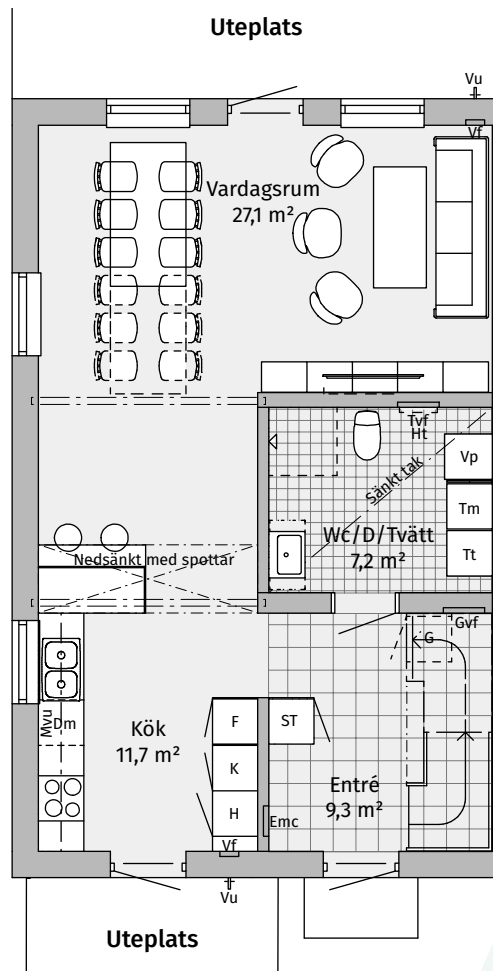 Uteplats
Vu
Vf
Vardagsrum
27,1 m²
Tvf
Ht
Vp
Sänkt tak
Tm
Wc/D/Tvätt
7,2 m²
Tt
Nedsänkt med spottar
Gvf
G
Mvu
Dm
Kök
11,7 m²
F
ST
K
Entré
9,3 m²
H
Emc
Vf
Vu
Uteplats